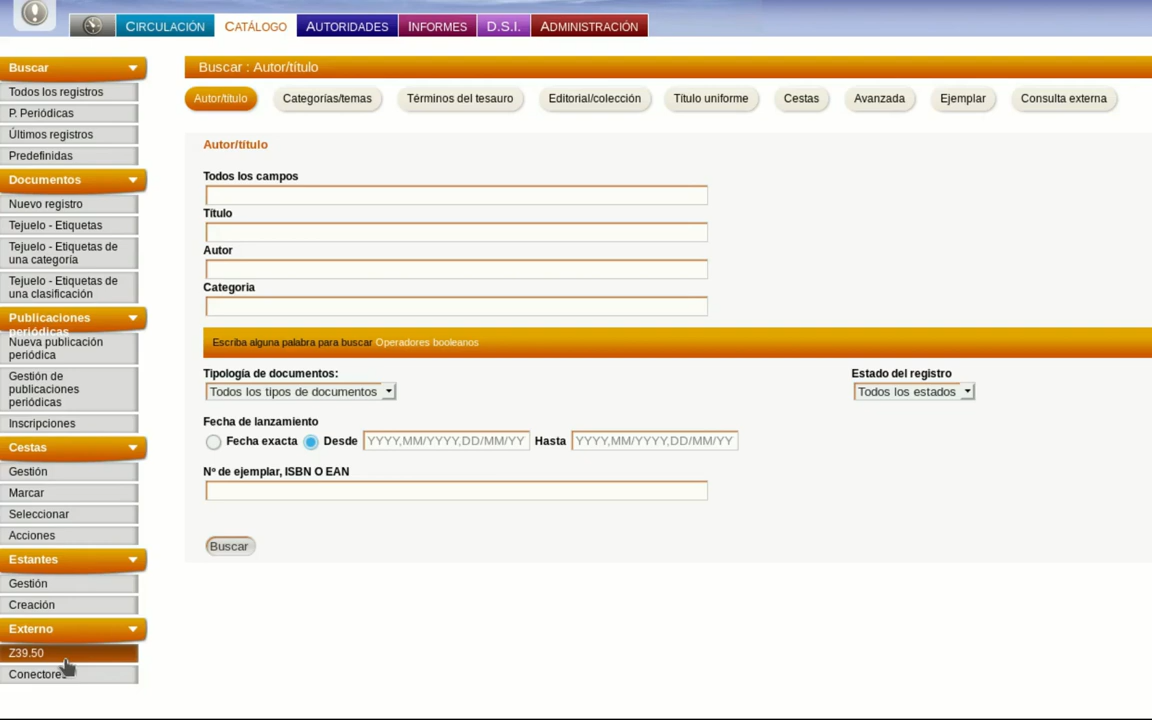 CIRCULACIÓN
CATÁLOGO
AUTORIDADES
INFORMES
D.S.I.
ADMINISTRACIÓN
Buscar
Todos los registros
P. Periódicas
Últimos registros
Predefinidas
Documentos
Nuevo registro
Tejuelo - Etiquetas
Tejuelo - Etiquetas de
una categoría
Tejuelo - Etiquetas de
una clasificación
Publicaciones
periódicas
Nueva publicación
periódica
Gestión de
publicaciones
periódicas
Inscripciones
Cestas
Gestión
Marcar
Seleccionar
Acciones
Estantes
Gestión
Creación
Externo
Z39.50
Conectores
Buscar : Autor/título
Autor/título
Categorías/temas
Términos del tesauro
Editorial/colección
Título uniforme
Cestas
Avanzada
Ejemplar
Consulta externa
Autor/título
Todos los campos
Título
Autor
Categoria
Escriba alguna palabra para buscar Operadores booleanos
Tipología de documentos:
Todos los tipos de documentos
Estado del registro
Todos los estados
Fecha de lanzamiento
Fecha exacta Desde YYYY,MM/YYYY,DD/MM/YY Hasta YYYY,MM/YYYY,DD/MM/YY
Nº de ejemplar, ISBN O EAN
Buscar